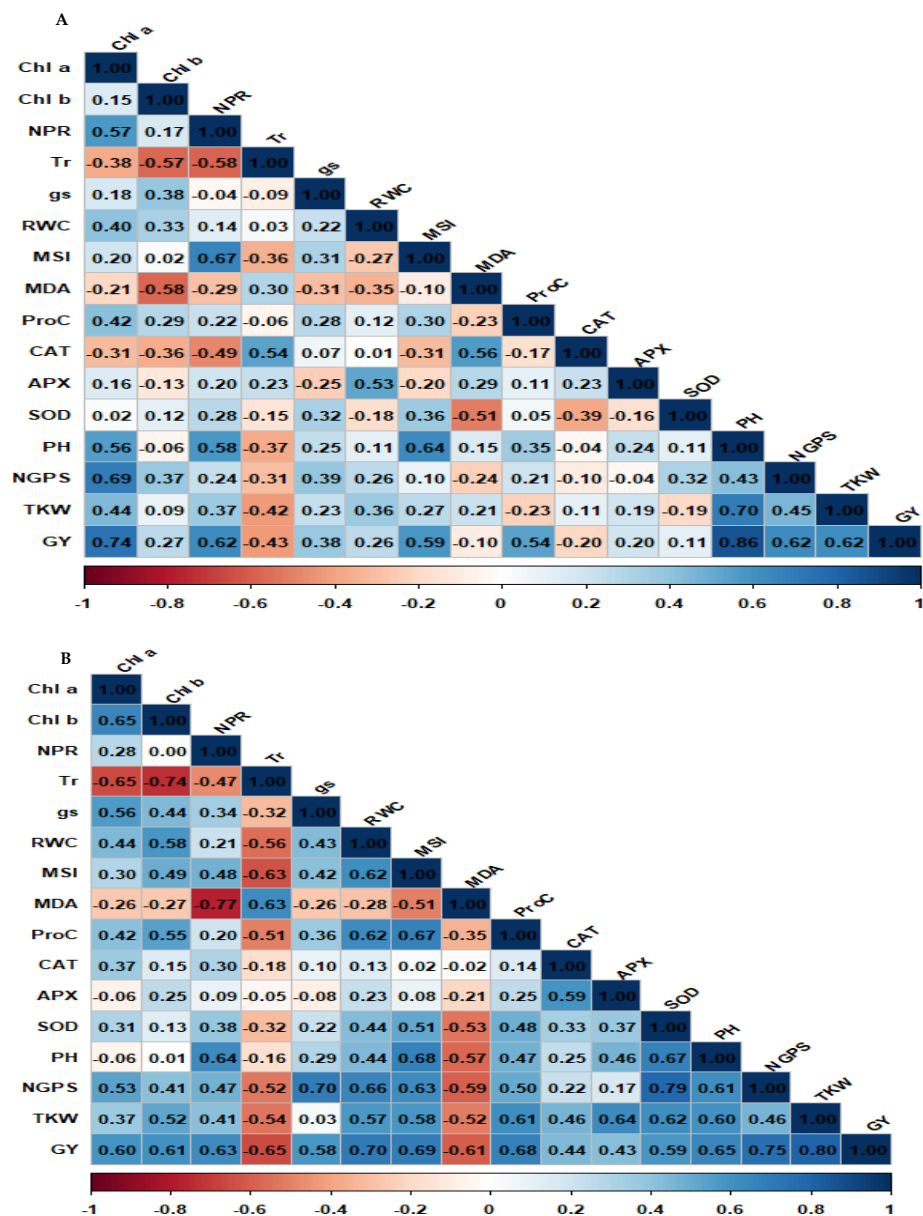 A
Chl a
Chl a 1.00 Chl b
Chl b 0.15 1.00 NPR
NPR 0.57 0.17 1.00 Tr
Tr -0.38 -0.57 -0.58 1.00 gs
gs 0.18 0.38 -0.04 -0.09 1.00 RWC
RWC 0.40 0.33 0.14 0.03 0.22 1.00 MSI
MSI 0.20 0.02 0.67 -0.36 0.31 -0.27 1.00 MDA
MDA -0.21 -0.58 -0.29 0.30 -0.31 -0.35 -0.10 1.00 ProC
ProC 0.42 0.29 0.22 -0.06 0.28 0.12 0.30 -0.23 1.00 CAT
CAT -0.31 -0.36 -0.49 0.54 0.07 0.01 -0.31 0.56 -0.17 1.00 APX
APX 0.16 -0.13 0.20 0.23 -0.25 0.53 -0.20 0.29 0.11 0.23 1.00 SOD
SOD 0.02 0.12 0.28 -0.15 0.32 -0.18 0.36 -0.51 0.05 -0.39 -0.16 1.00 PH
PH 0.56 -0.06 0.58 -0.37 0.25 0.11 0.64 0.15 0.35 -0.04 0.24 0.11 1.00 NGPS
NGPS 0.69 0.37 0.24 -0.31 0.39 0.26 0.10 -0.24 0.21 -0.10 -0.04 0.32 0.43 1.00 TKW
TKW 0.44 0.09 0.37 -0.42 0.23 0.36 0.27 0.21 -0.23 0.11 0.19 -0.19 0.70 0.45 1.00 GY
GY 0.74 0.27 0.62 -0.43 0.38 0.26 0.59 -0.10 0.54 -0.20 0.20 0.11 0.86 0.62 0.62 1.00
-1 -0.8 -0.6 -0.4 -0.2 0 0.2 0.4 0.6 0.8 1
B
Chl a
Chl a 1.00 Chl b
Chl b 0.65 1.00 NPR
NPR 0.28 0.00 1.00 Tr
Tr -0.65 -0.74 -0.47 1.00 gs
gs 0.56 0.44 0.34 -0.32 1.00 RWC
RWC 0.44 0.58 0.21 -0.56 0.43 1.00 MSI
MSI 0.30 0.49 0.48 -0.63 0.42 0.62 1.00 MDA
MDA -0.26 -0.27 -0.77 0.63 -0.26 -0.28 -0.51 1.00 ProC
ProC 0.42 0.55 0.20 -0.51 0.36 0.62 0.67 -0.35 1.00 CAT
CAT 0.37 0.15 0.30 -0.18 0.10 0.13 0.02 -0.02 0.14 1.00 APX
APX -0.06 0.25 0.09 -0.05 -0.08 0.23 0.08 -0.21 0.25 0.59 1.00 SOD
SOD 0.31 0.13 0.38 -0.32 0.22 0.44 0.51 -0.53 0.48 0.33 0.37 1.00 PH
PH -0.06 0.01 0.64 -0.16 0.29 0.44 0.68 -0.57 0.47 0.25 0.46 0.67 1.00 NGPS
NGPS 0.53 0.41 0.47 -0.52 0.70 0.66 0.63 -0.59 0.50 0.22 0.17 0.79 0.61 1.00 TKW
TKW 0.37 0.52 0.41 -0.54 0.03 0.57 0.58 -0.52 0.61 0.46 0.64 0.62 0.60 0.46 1.00 GY
GY 0.60 0.61 0.63 -0.65 0.58 0.70 0.69 -0.61 0.68 0.44 0.43 0.59 0.65 0.75 0.80 1.00
-1 -0.8 -0.6 -0.4 -0.2 0 0.2 0.4 0.6 0.8 1